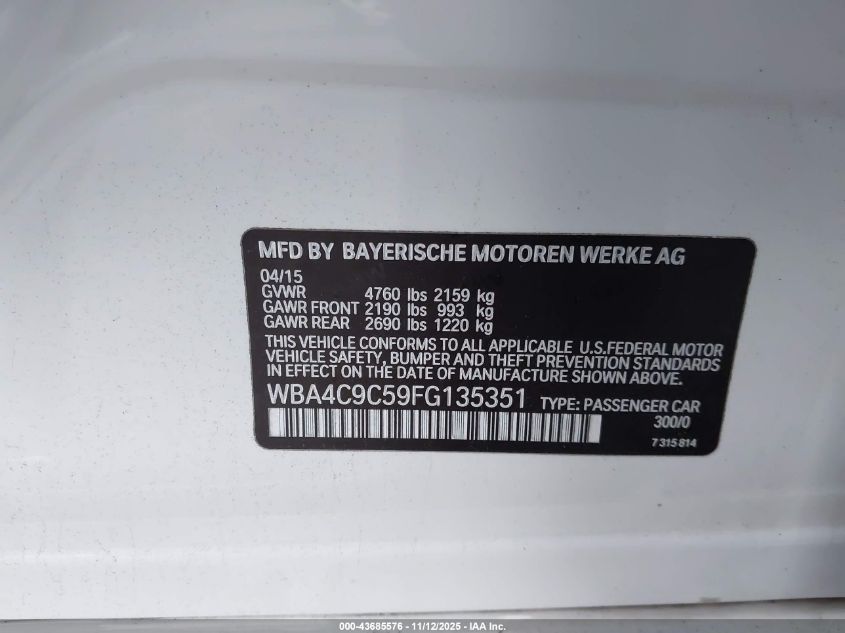 MFD BY BAYERISCHE MOTOREN WERKE AG
04/15
GVWR 4760 lbs 2159 kg
GAWR FRONT 2190 lbs 993 kg
GAWR REAR 2690 lbs 1220 kg
THIS VEHICLE CONFORMS TO ALL APPLICABLE U.S.FEDERAL MOTOR
VEHICLE SAFETY, BUMPER AND THEFT PREVENTION STANDARDS
IN EFFECT ON THE DATE OF MANUFACTURE SHOWN ABOVE.
WBA4C9C59FG135351 TYPE: PASSENGER CAR
300/0
7 315 814
000-43685576 - 11/12/2025 - IAA Inc.